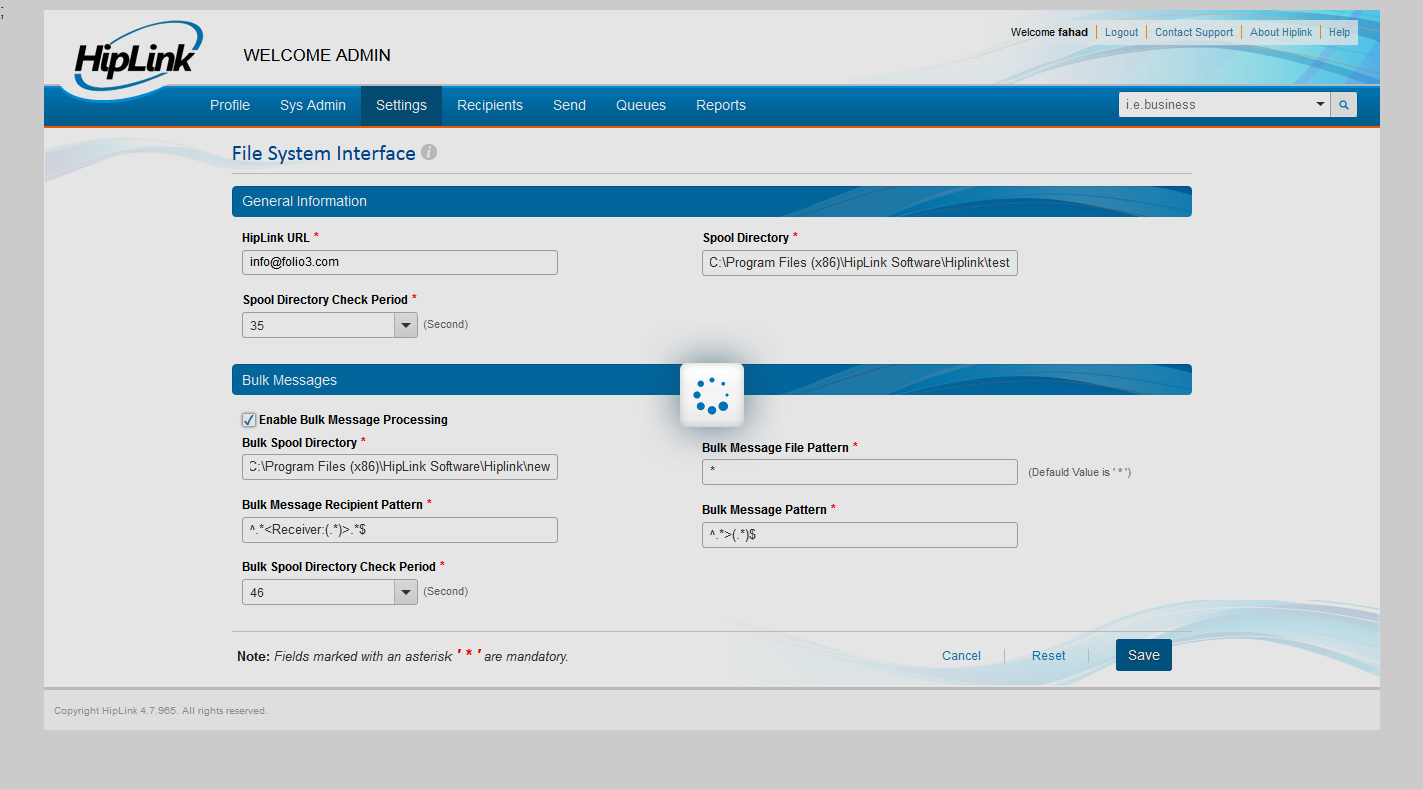 ;
HipLink
WELCOME ADMIN
Welcome fahad Logout Contact Support About Hiplink Help
Profile Sys Admin Settings Recipients Send Queues Reports i.e.business
File System Interface i
General Information
HipLink URL * Spool Directory *
info@folio3.com C:\Program Files (x86)\HipLink Software\Hiplink\test
Spool Directory Check Period *
35 (Second)
Bulk Messages
Enable Bulk Message Processing
Bulk Spool Directory * Bulk Message File Pattern *
C:\Program Files (x86)\HipLink Software\Hiplink\new * (Defauld Value is ' * ')
Bulk Message Recipient Pattern * Bulk Message Pattern *
^.*<Receiver:(.*)>.*$ ^.*>(.*)$
Bulk Spool Directory Check Period *
46 (Second)
Note: Fields marked with an asterisk ' * ' are mandatory. Cancel Reset Save
Copyright HipLink 4.7.965. All rights reserved.